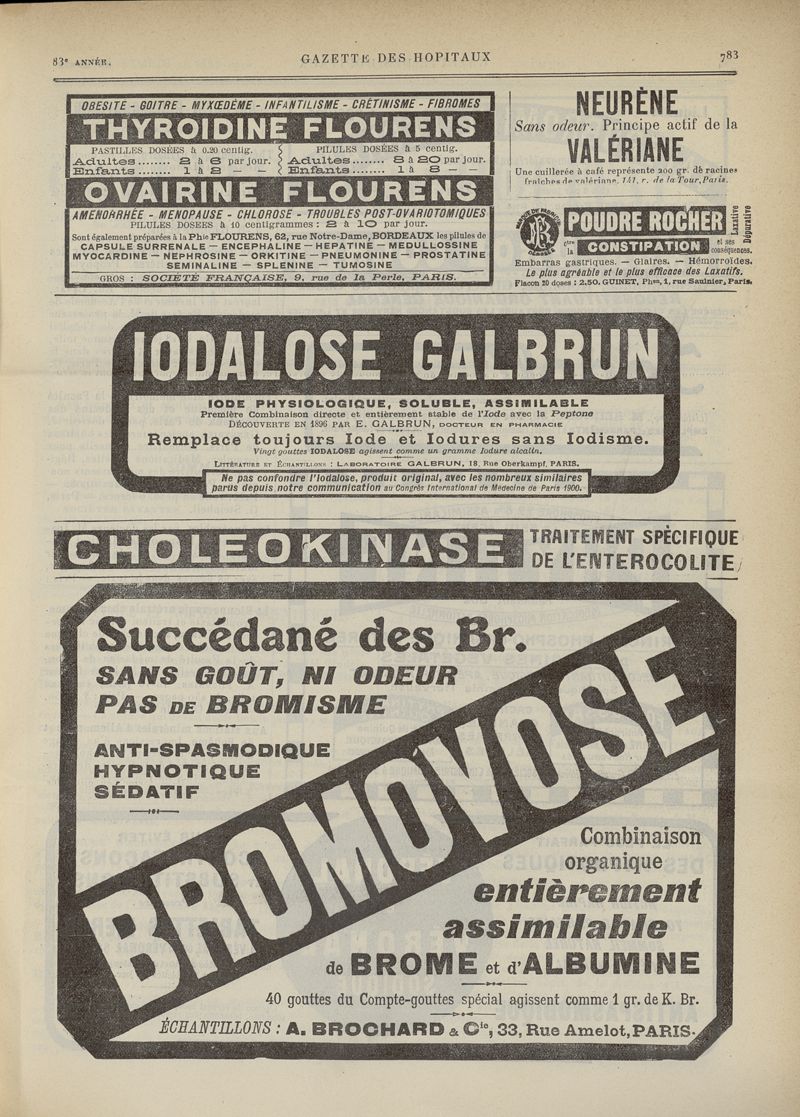 83e ANNÉE.
GAZETTE DES HOPITAUX
783
OBESITE - GOITRE - MYXŒDÈME - INFANTILISME - CRÉTINISME - FIBROMES
THYROIDINE FLOURENS
PASTILLES DOSÉES à 0.20 centig.
Adultes........ 2 à 6 par jour.
Enfants........ 1 à 2 — —
PILULES DOSÉES à 5 centig.
Adultes........ 8 à 20 par jour.
Enfants........ 1 à 8 — —
OVAIRINE FLOURENS
AMENORRHÉE - MENOPAUSE - CHLOROSE - TROUBLES POST-OVARIOTOMIQUES
PILULES DOSEES à 10 centigrammes : 2 à 10 par jour.
Sont également préparées à la Phie FLOURENS, 62, rue Notre-Dame, BORDEAUX les pilules de
CAPSULE SURRENALE — ENCEPHALINE — HEPATINE — MEDULLOSSINE
MYOCARDINE — NEPHROSINE — ORKITINE — PNEUMONINE — PROSTATINE
SEMINALINE — SPLENINE — TUMOSINE
GROS : SOCIÉTÉ FRANÇAISE, 9, rue de la Perle, PARIS.
NEURÈNE
Sans odeur. Principe actif de la
VALÉRIANE
Une cuillerée à café représente 200 gr. dé racines
fraîches de valériane. 141, r. de la Tour, Paris.
POUDRE ROCHER
Laxative
Dépurative
contre la CONSTIPATION et ses conséquences.
Embarras gastriques. — Glaires. — Hémorroïdes.
Le plus agréable et le plus efficace des Laxatifs.
Flacon 20 doses : 2.50. GUINET, Phen, 1, rue Saulnier, Paris.
IODALOSE GALBRUN
IODE PHYSIOLOGIQUE, SOLUBLE, ASSIMILABLE
Première Combinaison directe et entièrement stable de l'Iode avec la Peptone
DÉCOUVERTE EN 1896 PAR E. GALBRUN, DOCTEUR EN PHARMACIE
Remplace toujours Iode et Iodures sans Iodisme.
Vingt gouttes IODALOSE agissent comme un gramme Iodure alcalin.
LITTÉRATURE ET ÉCHANTILLONS : LABORATOIRE GALBRUN, 18, Rue Oberkampf, PARIS.
Ne pas confondre l'Iodalose, produit original, avec les nombreux similaires
parus depuis notre communication au Congrès International de Médecine de Paris 1900.
CHOLEOKINASE
TRAITEMENT SPÉCIFIQUE
DE L'ENTEROCOLITE
Succédané des Br.
SANS GOÛT, NI ODEUR
PAS DE BROMISME
ANTI-SPASMODIQUE
HYPNOTIQUE
SÉDATIF
BROMOVOSE
Combinaison
organique
entièrement
assimilable
de BROME et d'ALBUMINE
40 gouttes du Compte-gouttes spécial agissent comme 1 gr. de K. Br.
ÉCHANTILLONS : A. BROCHARD & Cie, 33, Rue Amelot, PARIS.